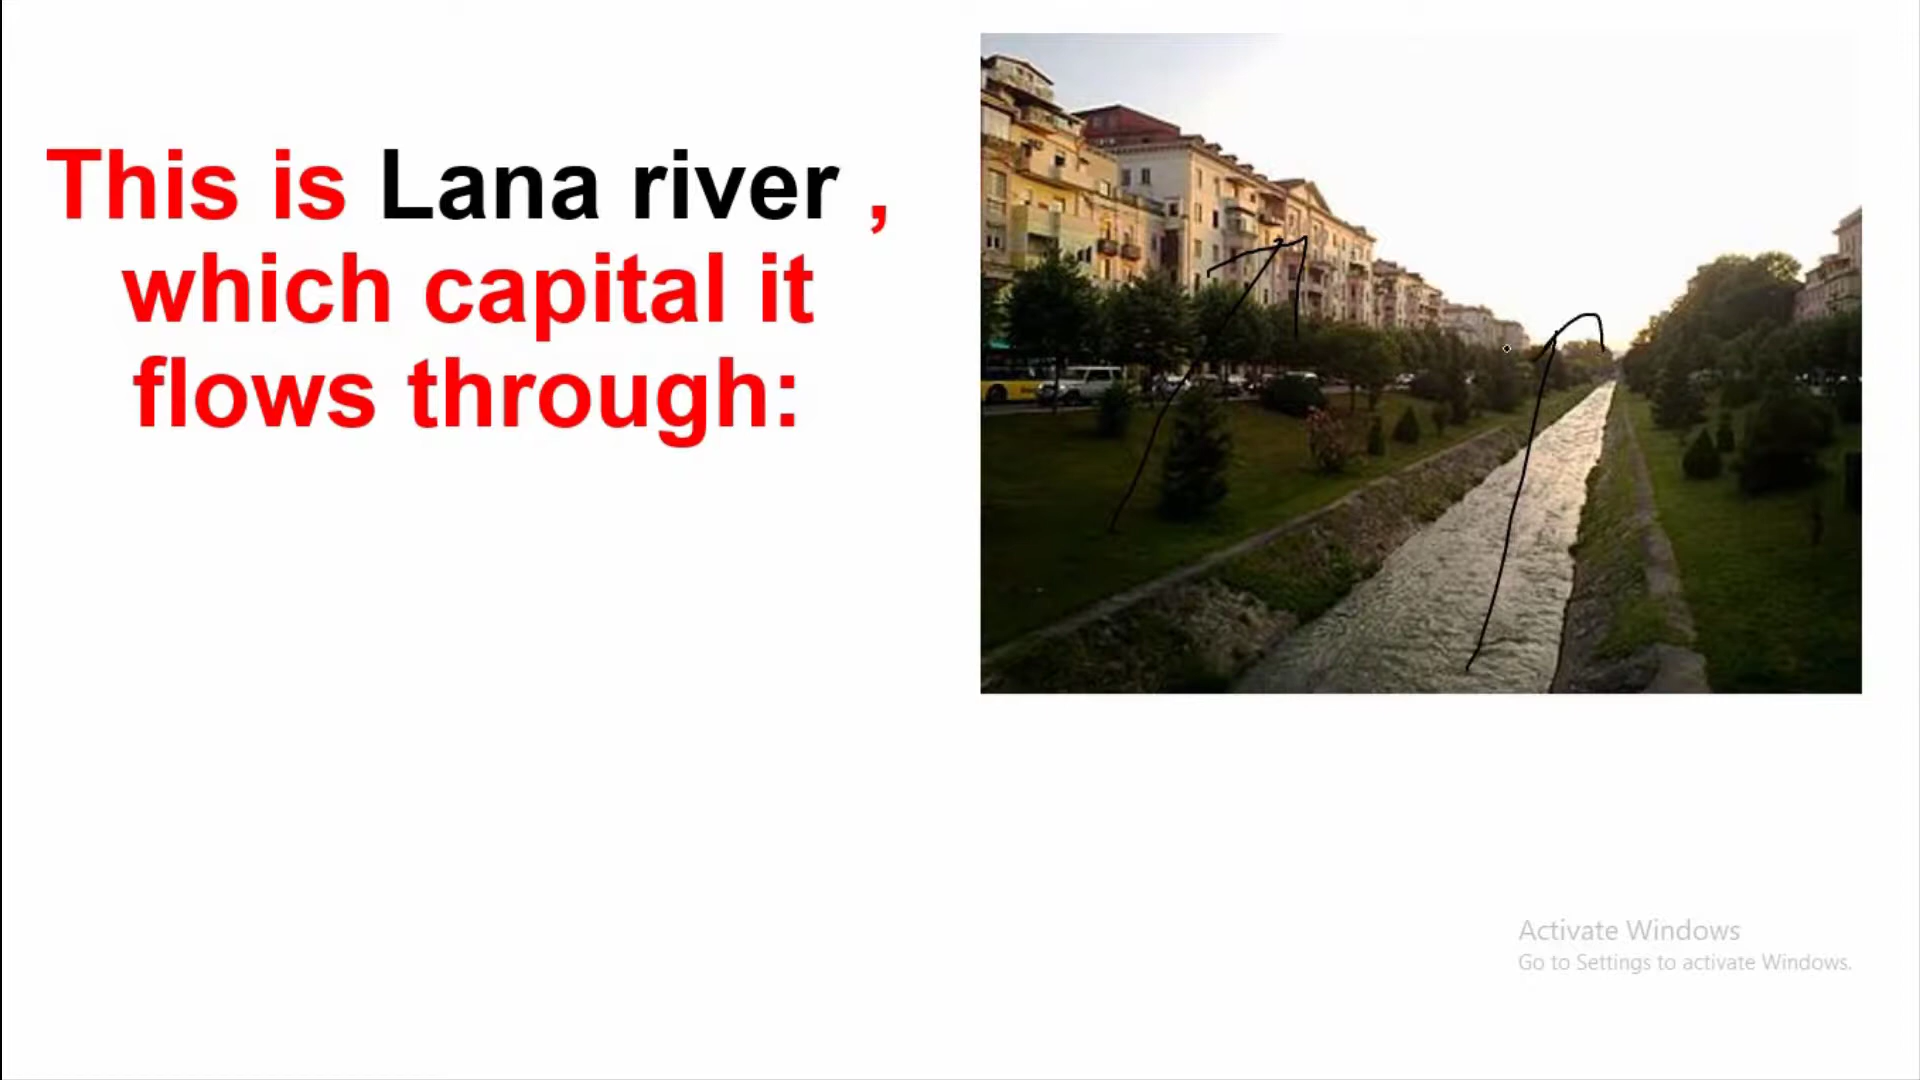 This is Lana river ,
which capital it
flows through:
Activate Windows
Go to Settings to activate Windows.